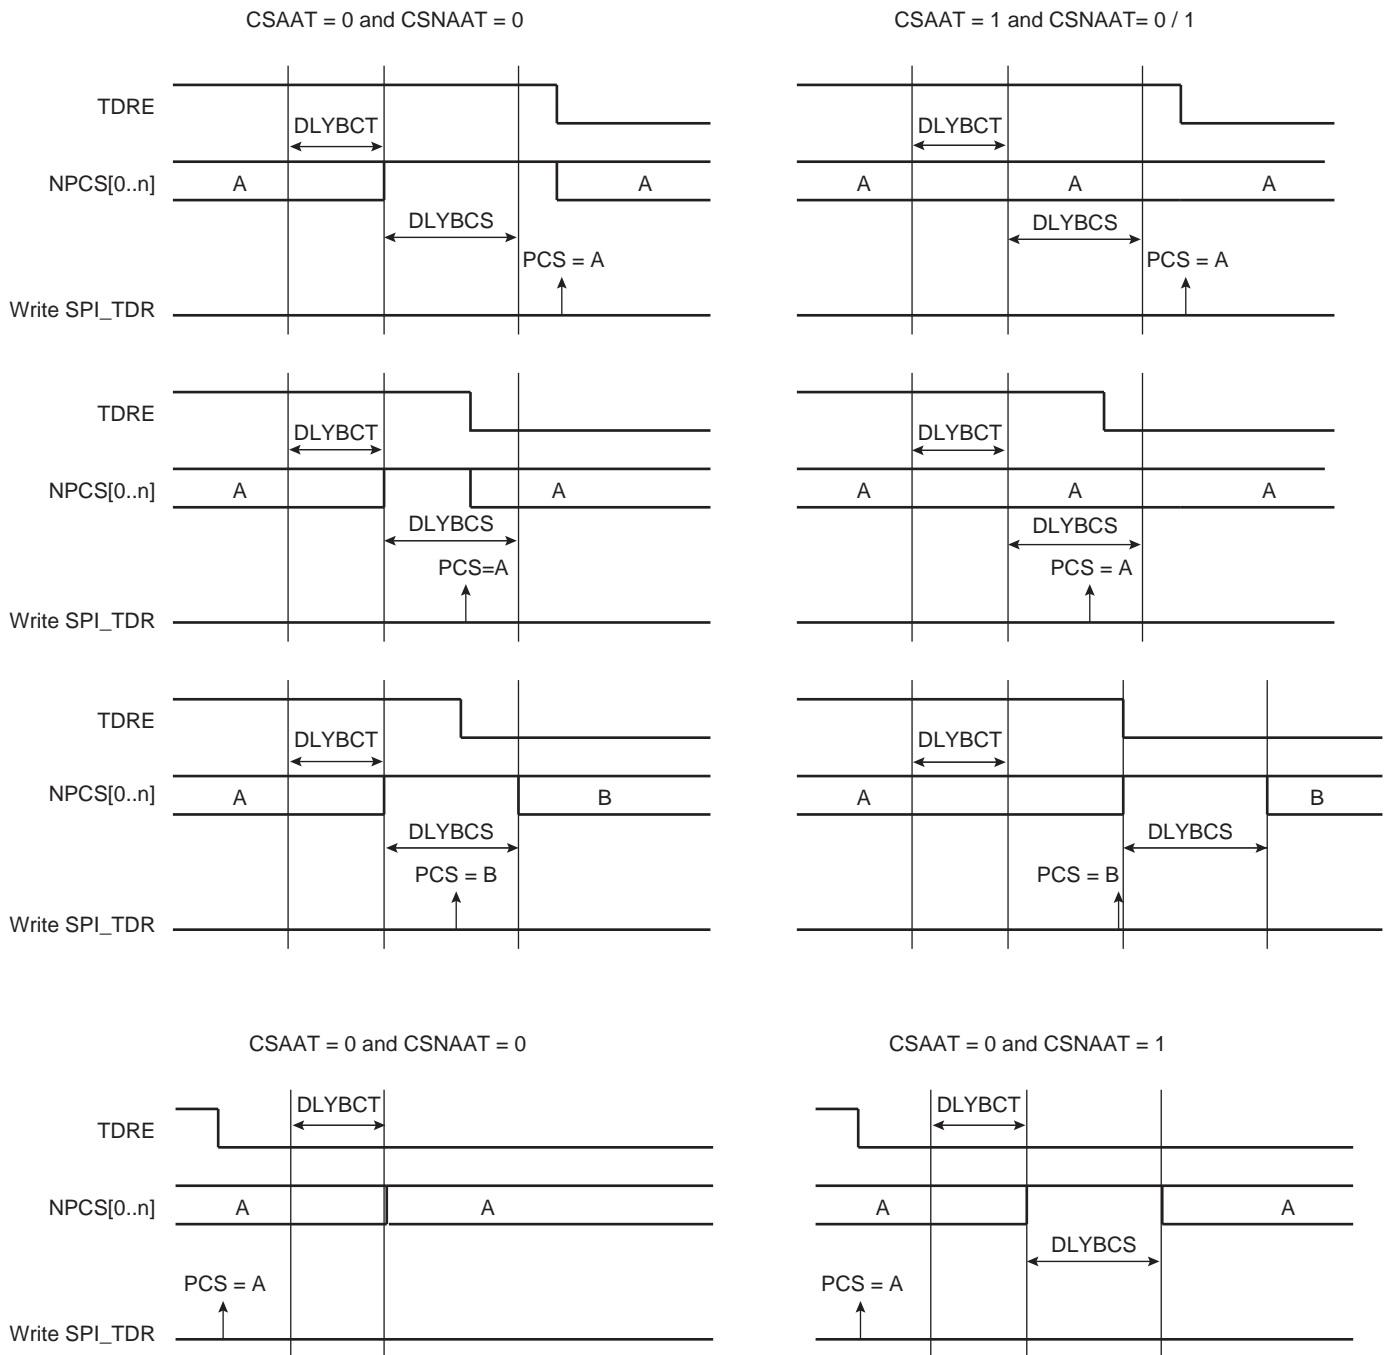 CSAAT = 0 and CSNAAT = 0
CSAAT = 1 and CSNAAT= 0 / 1
TDRE
DLYBCT
DLYBCT
NPCS[0..n]
A
A
A
A
A
DLYBCS
DLYBCS
PCS = A
PCS = A
Write SPI_TDR
TDRE
DLYBCT
DLYBCT
NPCS[0..n]
A
A
A
A
A
DLYBCS
DLYBCS
PCS=A
PCS = A
Write SPI_TDR
TDRE
DLYBCT
DLYBCT
NPCS[0..n]
A
B
A
B
DLYBCS
DLYBCS
PCS = B
PCS = B
Write SPI_TDR
CSAAT = 0 and CSNAAT = 0
CSAAT = 0 and CSNAAT = 1
DLYBCT
DLYBCT
TDRE
NPCS[0..n]
A
A
A
A
DLYBCS
PCS = A
PCS = A
Write SPI_TDR